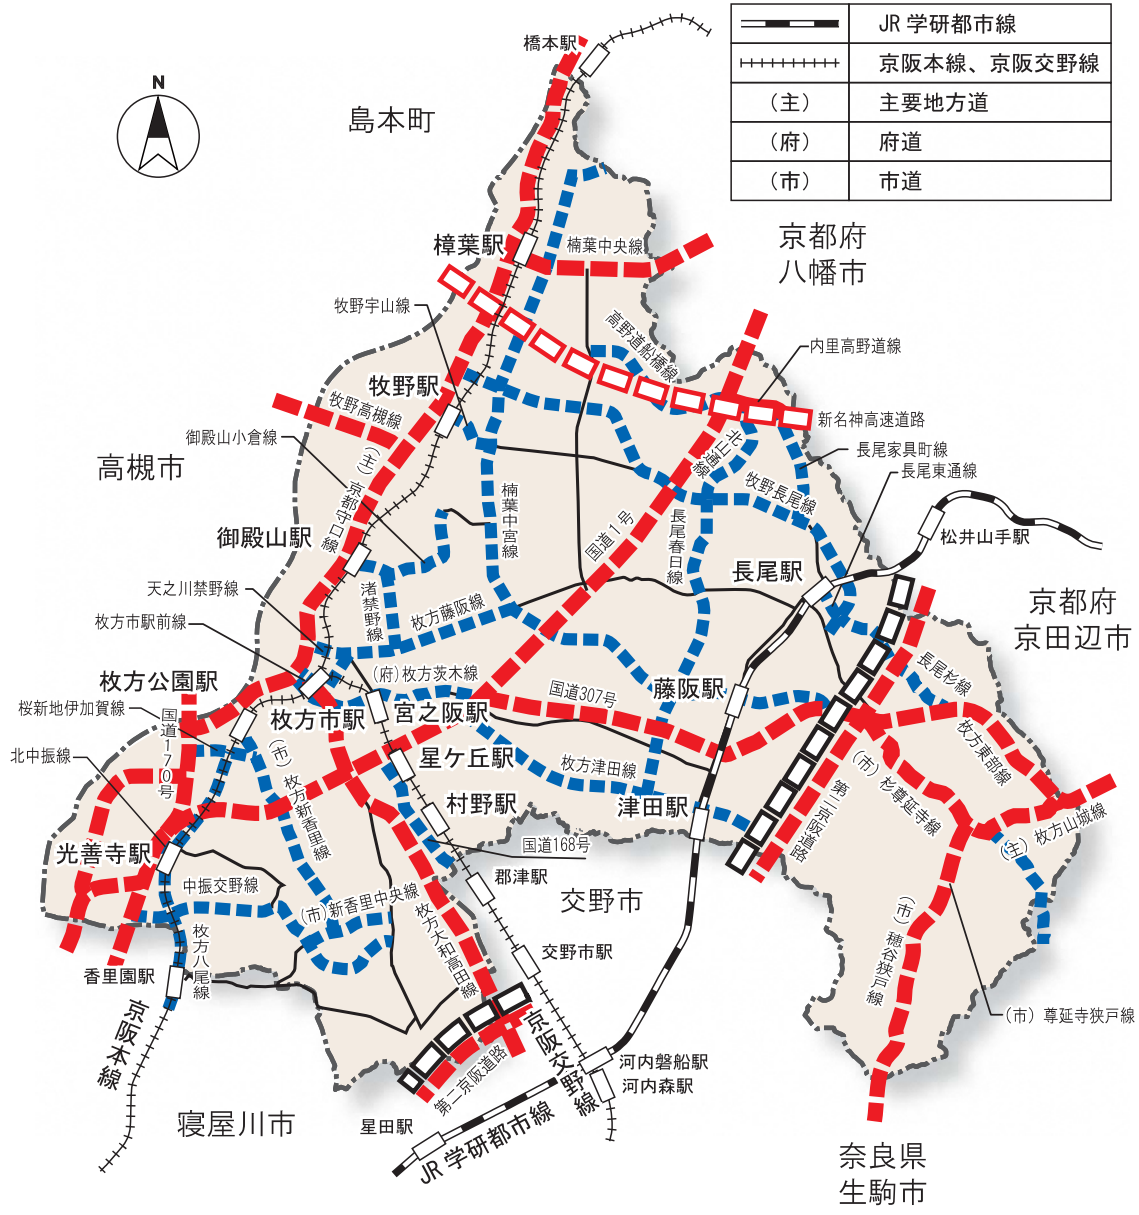 N
JR 学研都市線
京阪本線、京阪交野線
（主）
主要地方道
（府）
府道
（市）
市道
橋本駅
島本町
京都府
八幡市
樟葉駅
楠葉中央線
牧野宇山線
高野道船橋線
内里高野道線
牧野駅
牧野高槻線
新名神高速道路
御殿山小倉線
北山通線
長尾家具町線
長尾東通線
高槻市
（主）京都守口線
楠葉中宮線
牧野長尾線
国道1号
長尾春日線
松井山手駅
御殿山駅
長尾駅
天之川禁野線
渚禁野線
枚方藤阪線
京都府
京田辺市
枚方市駅前線
枚方公園駅
（府）枚方茨木線
国道307号
藤阪駅
長尾杉線
桜新地伊加賀線
国道170号
枚方市駅
宮之阪駅
枚方東部線
北中振線
（市）枚方新香里線
星ケ丘駅
枚方津田線
（市）杉尊延寺線
村野駅
津田駅
第二京阪道路
（主）枚方山城線
光善寺駅
国道168号
郡津駅
交野市
中振交野線
（市）新香里中央線
枚方大和高田線
（市）穂谷狭戸線
枚方八尾線
交野市駅
香里園駅
京阪本線
（市）尊延寺狭戸線
京阪交野線
第二京阪道路
河内磐船駅
河内森駅
寝屋川市
星田駅
JR 学研都市線
奈良県
生駒市